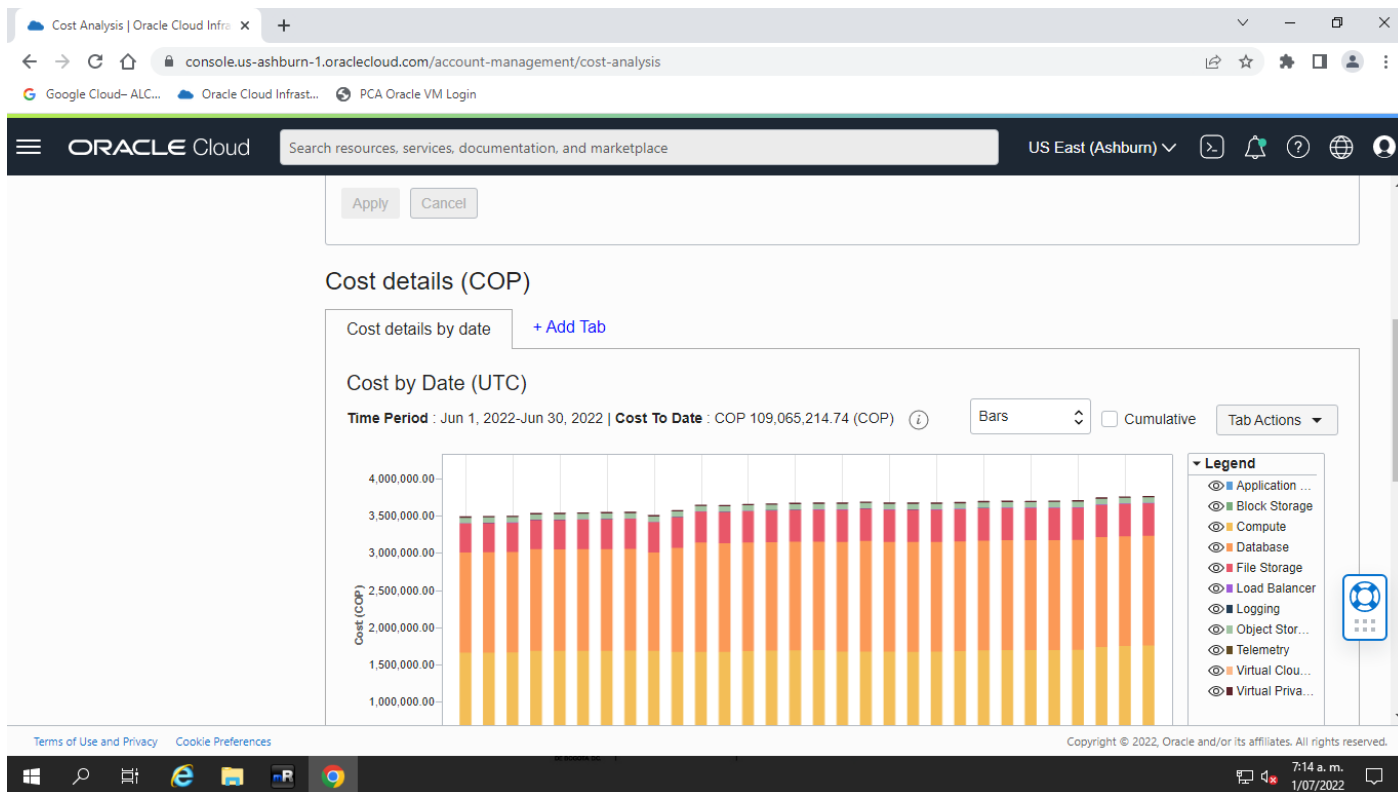 Cost Analysis | Oracle Cloud Infra
console.us-ashburn-1.oraclecloud.com/account-management/cost-analysis
Google Cloud– ALC... Oracle Cloud Infrast... PCA Oracle VM Login
ORACLE Cloud Search resources, services, documentation, and marketplace US East (Ashburn)
Apply Cancel
Cost details (COP)
Cost details by date + Add Tab
Cost by Date (UTC)
Time Period : Jun 1, 2022-Jun 30, 2022 | Cost To Date : COP 109,065,214.74 (COP) i Bars Cumulative Tab Actions
Legend
Application ...
Block Storage
Compute
Database
File Storage
Load Balancer
Logging
Object Stor...
Telemetry
Virtual Clou...
Virtual Priva...
Cost (COP)
4,000,000.00
3,500,000.00
3,000,000.00
2,500,000.00
2,000,000.00
1,500,000.00
1,000,000.00
Terms of Use and Privacy Cookie Preferences Copyright © 2022, Oracle and/or its affiliates. All rights reserved.
mR
7:14 a. m.
1/07/2022